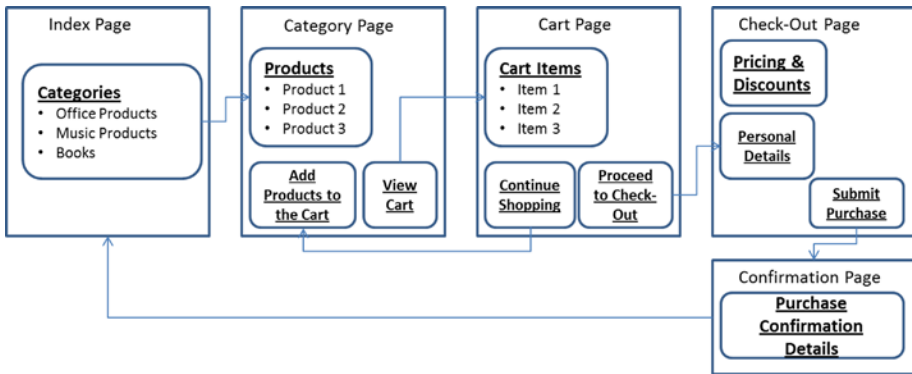 Index Page
Categories
• Office Products
• Music Products
• Books
Category Page
Products
• Product 1
• Product 2
• Product 3
Add
Products to
the Cart
View
Cart
Cart Page
Cart Items
• Item 1
• Item 2
• Item 3
Continue
Shopping
Proceed
to Check-
Out
Check-Out Page
Pricing &
Discounts
Personal
Details
Submit
Purchase
Confirmation Page
Purchase
Confirmation
Details